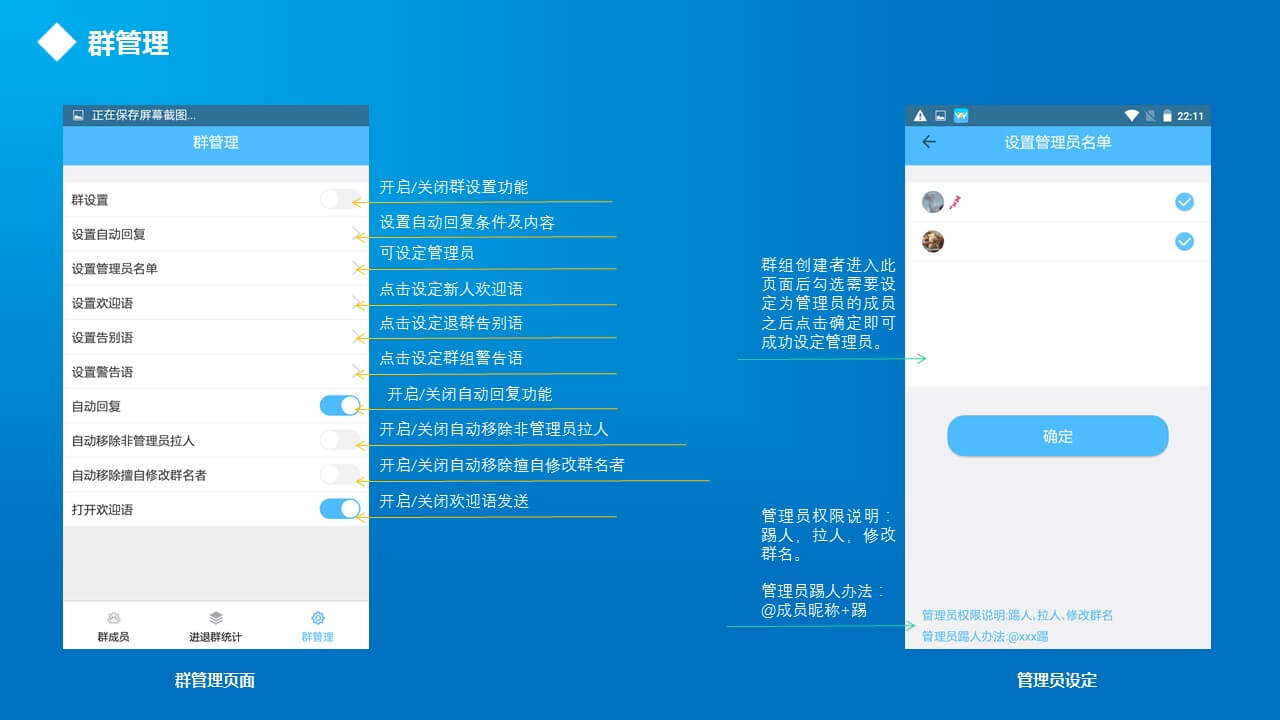 群管理
正在保存屏幕截图...
群管理
群设置
设置自动回复
设置管理员名单
设置欢迎语
设置告别语
设置警告语
自动回复
自动移除非管理员拉人
自动移除擅自修改群名者
打开欢迎语
群成员
进退群统计
群管理
群管理页面
开启/关闭群设置功能
设置自动回复条件及内容
可设定管理员
点击设定新人欢迎语
点击设定退群告别语
点击设定群组警告语
开启/关闭自动回复功能
开启/关闭自动移除非管理员拉人
开启/关闭自动移除擅自修改群名者
开启/关闭欢迎语发送
群组创建者进入此
页面后勾选需要设
定为管理员的成员
之后点击确定即可
成功设定管理员。
管理员权限说明：
踢人，拉人，修改
群名。
管理员踢人办法：
@成员昵称+踢
22:11
设置管理员名单
确定
管理员权限说明:踢人、拉人、修改群名
管理员踢人办法:@xxx踢
管理员设定